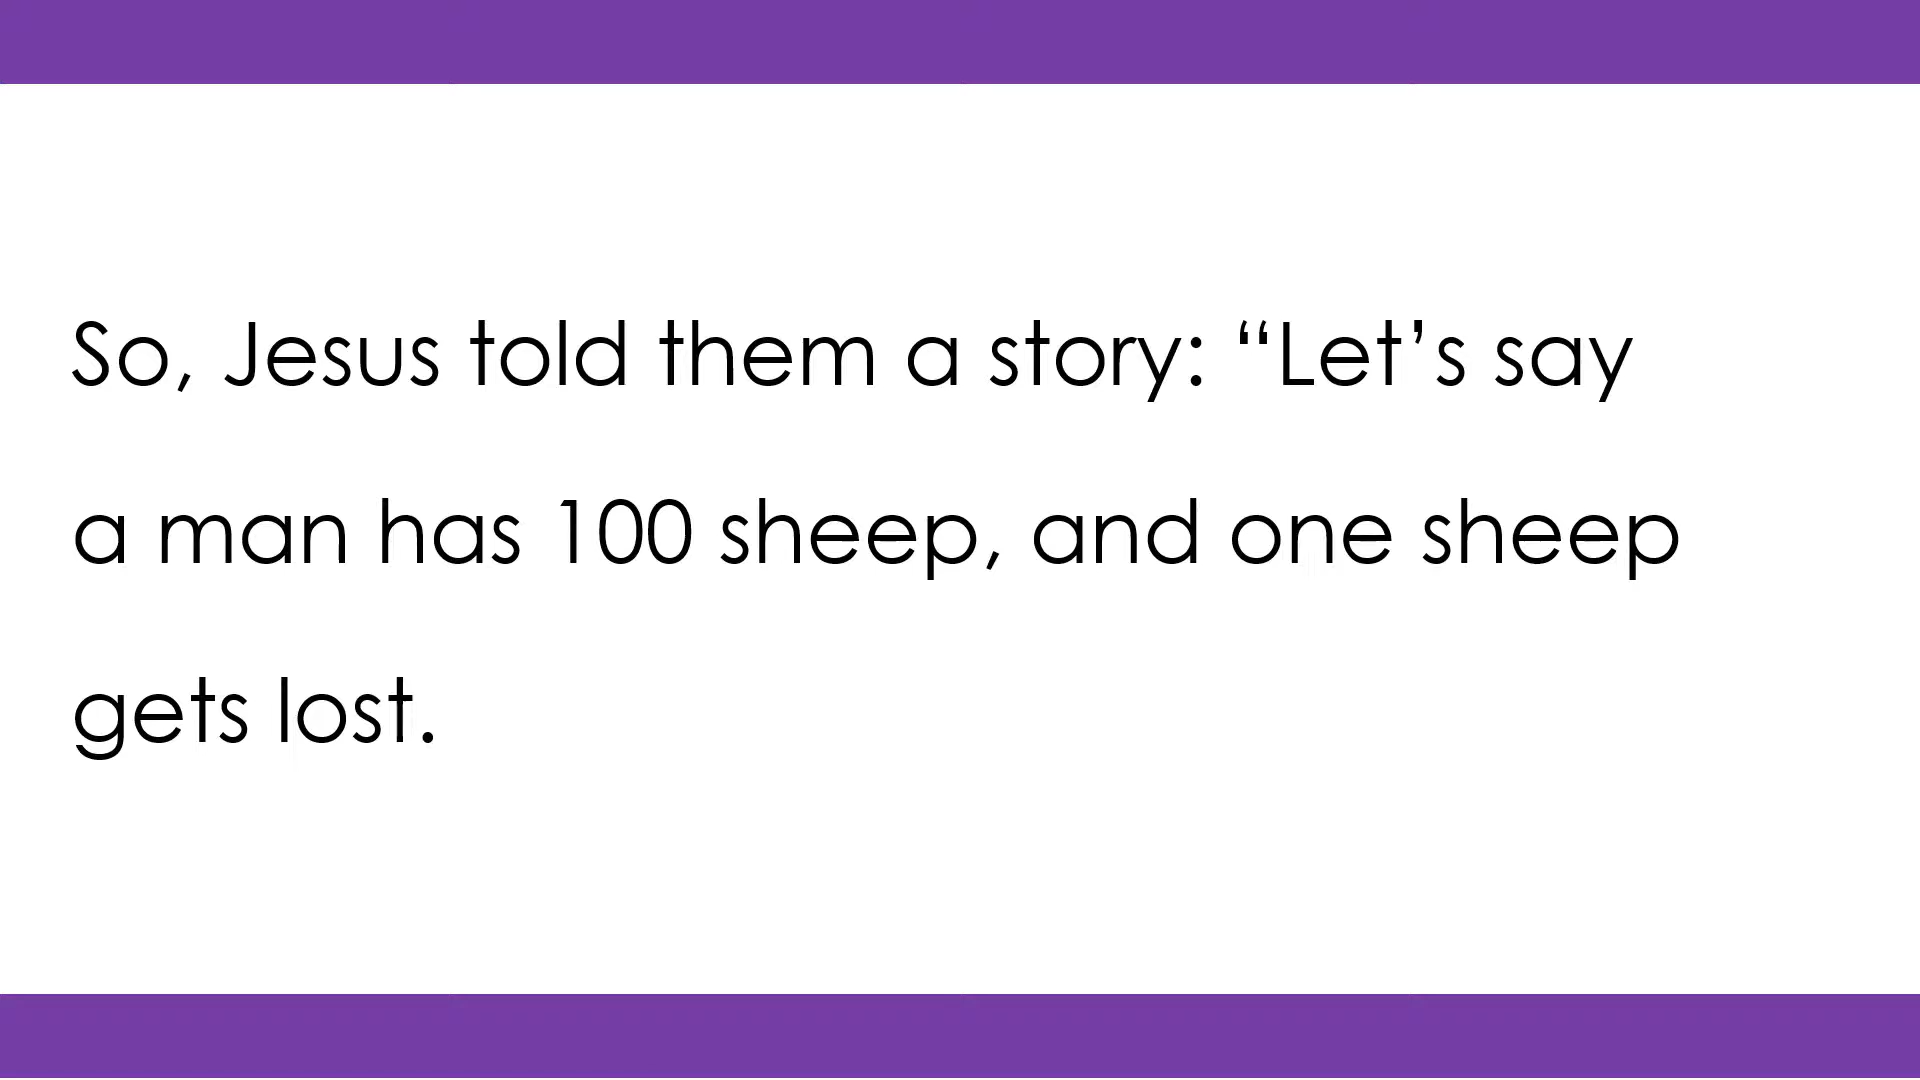 So, Jesus told them a story: “Let’s say
a man has 100 sheep, and one sheep
gets lost.